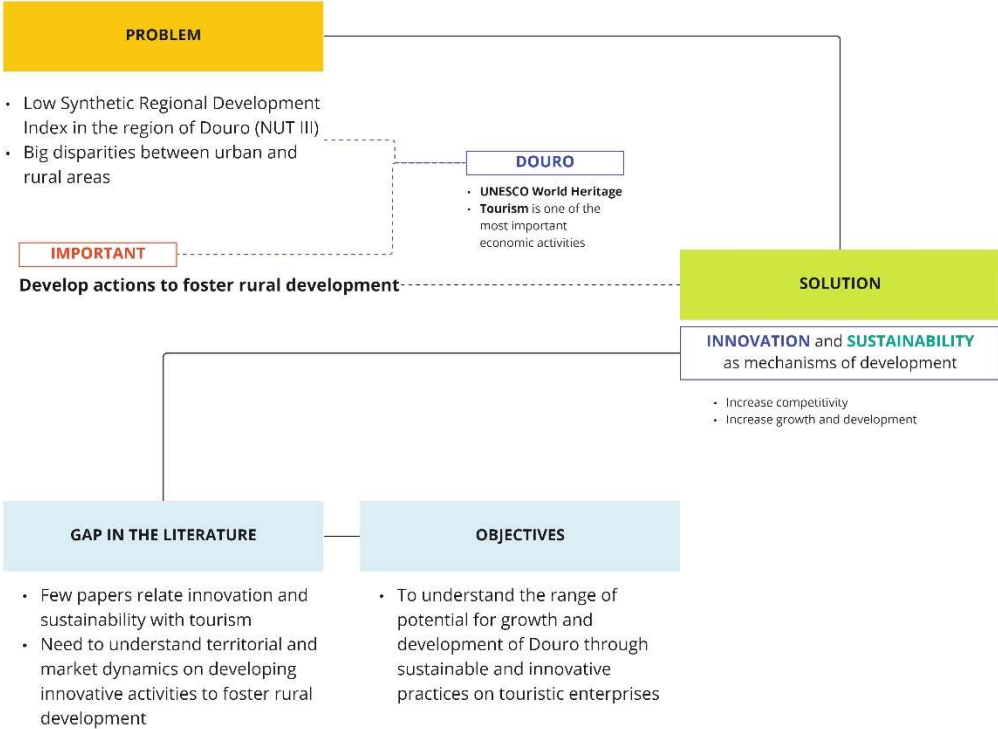 PROBLEM
• Low Synthetic Regional Development
Index in the region of Douro (NUT III)
• Big disparities between urban and
rural areas
DOURO
• UNESCO World Heritage
• Tourism is one of the
most important
economic activities
IMPORTANT
Develop actions to foster rural development
SOLUTION
INNOVATION and SUSTAINABILITY
as mechanisms of development
• Increase competitivity
• Increase growth and development
GAP IN THE LITERATURE
• Few papers relate innovation and
sustainability with tourism
• Need to understand territorial and
market dynamics on developing
innovative activities to foster rural
development
OBJECTIVES
• To understand the range of
potential for growth and
development of Douro through
sustainable and innovative
practices on touristic enterprises